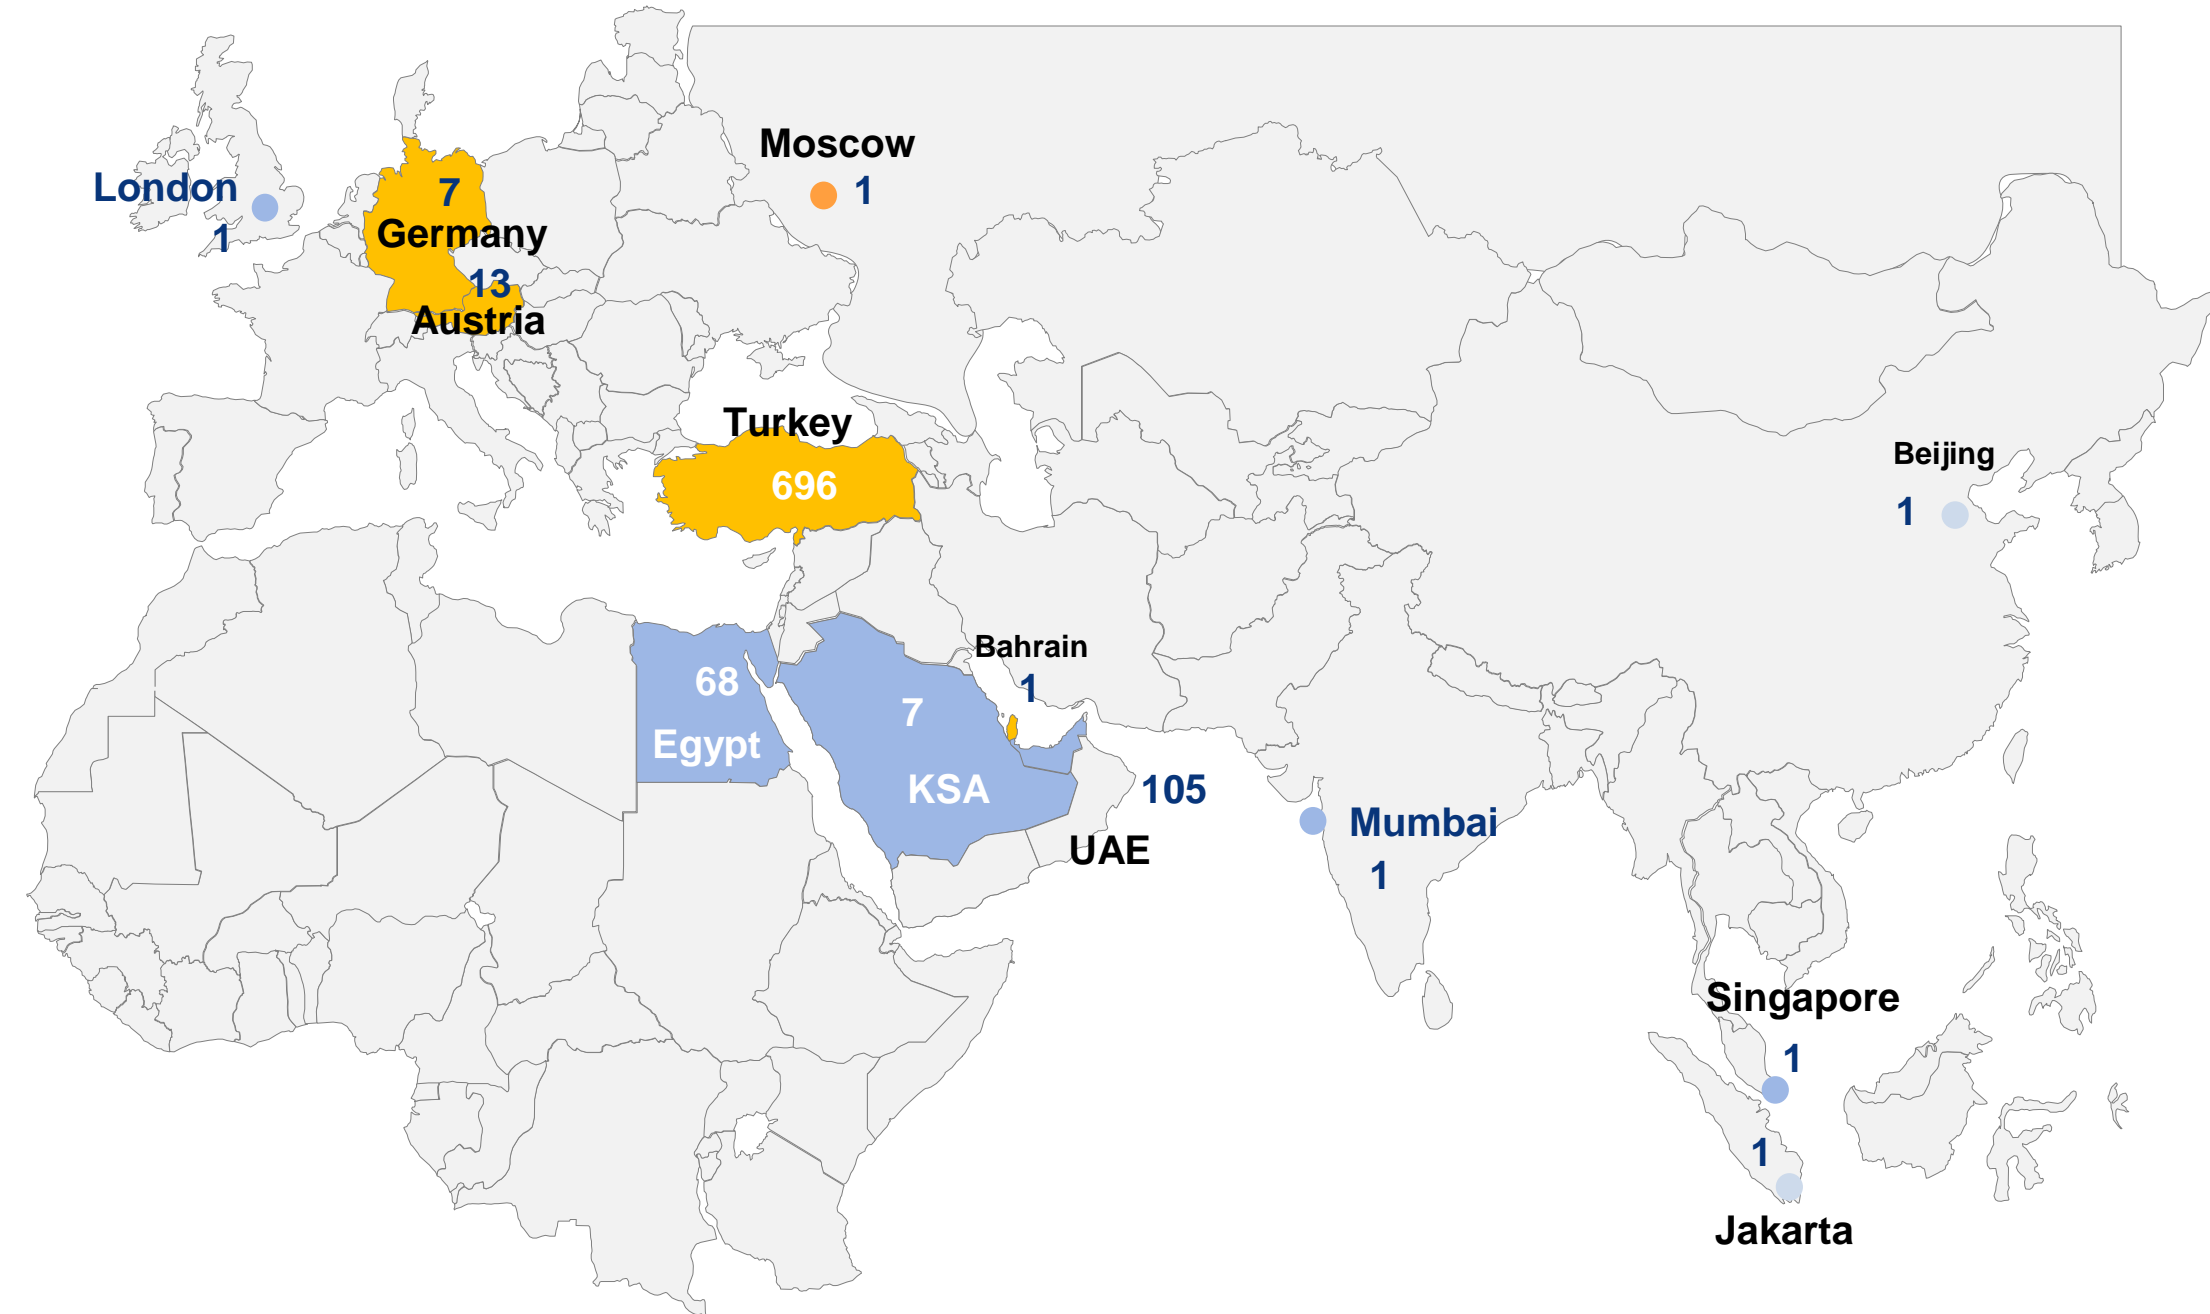 Moscow
1
London
1
7
Germany
13
Austria
Turkey
696
Beijing
1
Bahrain
1
68
Egypt
7
KSA
105
UAE
Mumbai
1
Singapore
1
1
Jakarta